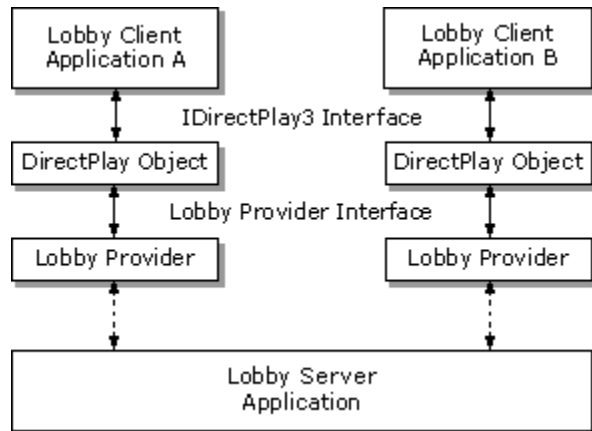 Lobby Client
Application A
Lobby Client
Application B
IDirectPlay3 Interface
DirectPlay Object
DirectPlay Object
Lobby Provider Interface
Lobby Provider
Lobby Provider
Lobby Server
Application